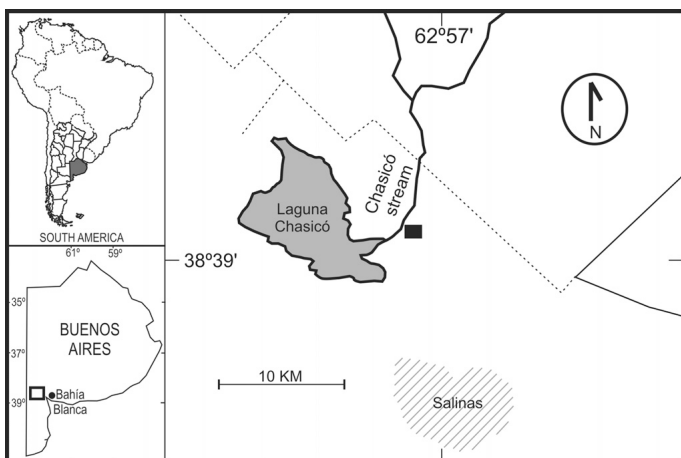 SOUTH AMERICA
61º
59º
35º
37º
39º
BUENOS
AIRES
Bahía
Blanca
62º57'
N
Chasicó
stream
Laguna
Chasicó
38º39'
10 KM
Salinas